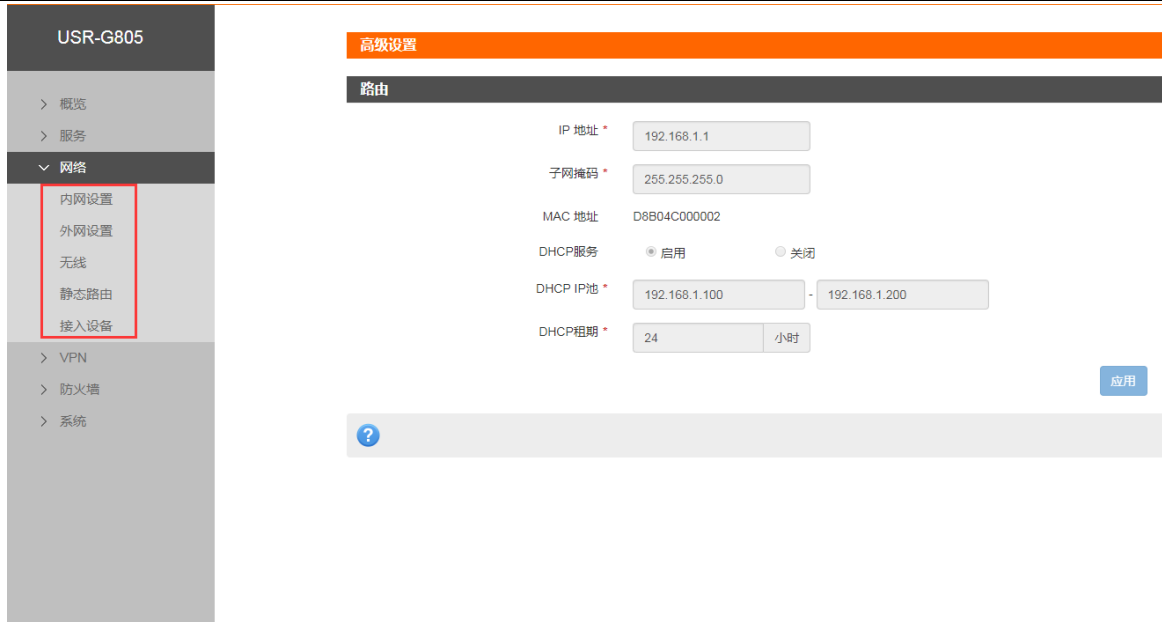 USR-G805
概览
服务
网络
内网设置
外网设置
无线
静态路由
接入设备
VPN
防火墙
系统
高级设置
路由
IP 地址 * 192.168.1.1
子网掩码 * 255.255.255.0
MAC 地址 D8B04C000002
DHCP服务 启用 关闭
DHCP IP池 * 192.168.1.100 - 192.168.1.200
DHCP租期 * 24 小时
应用
?